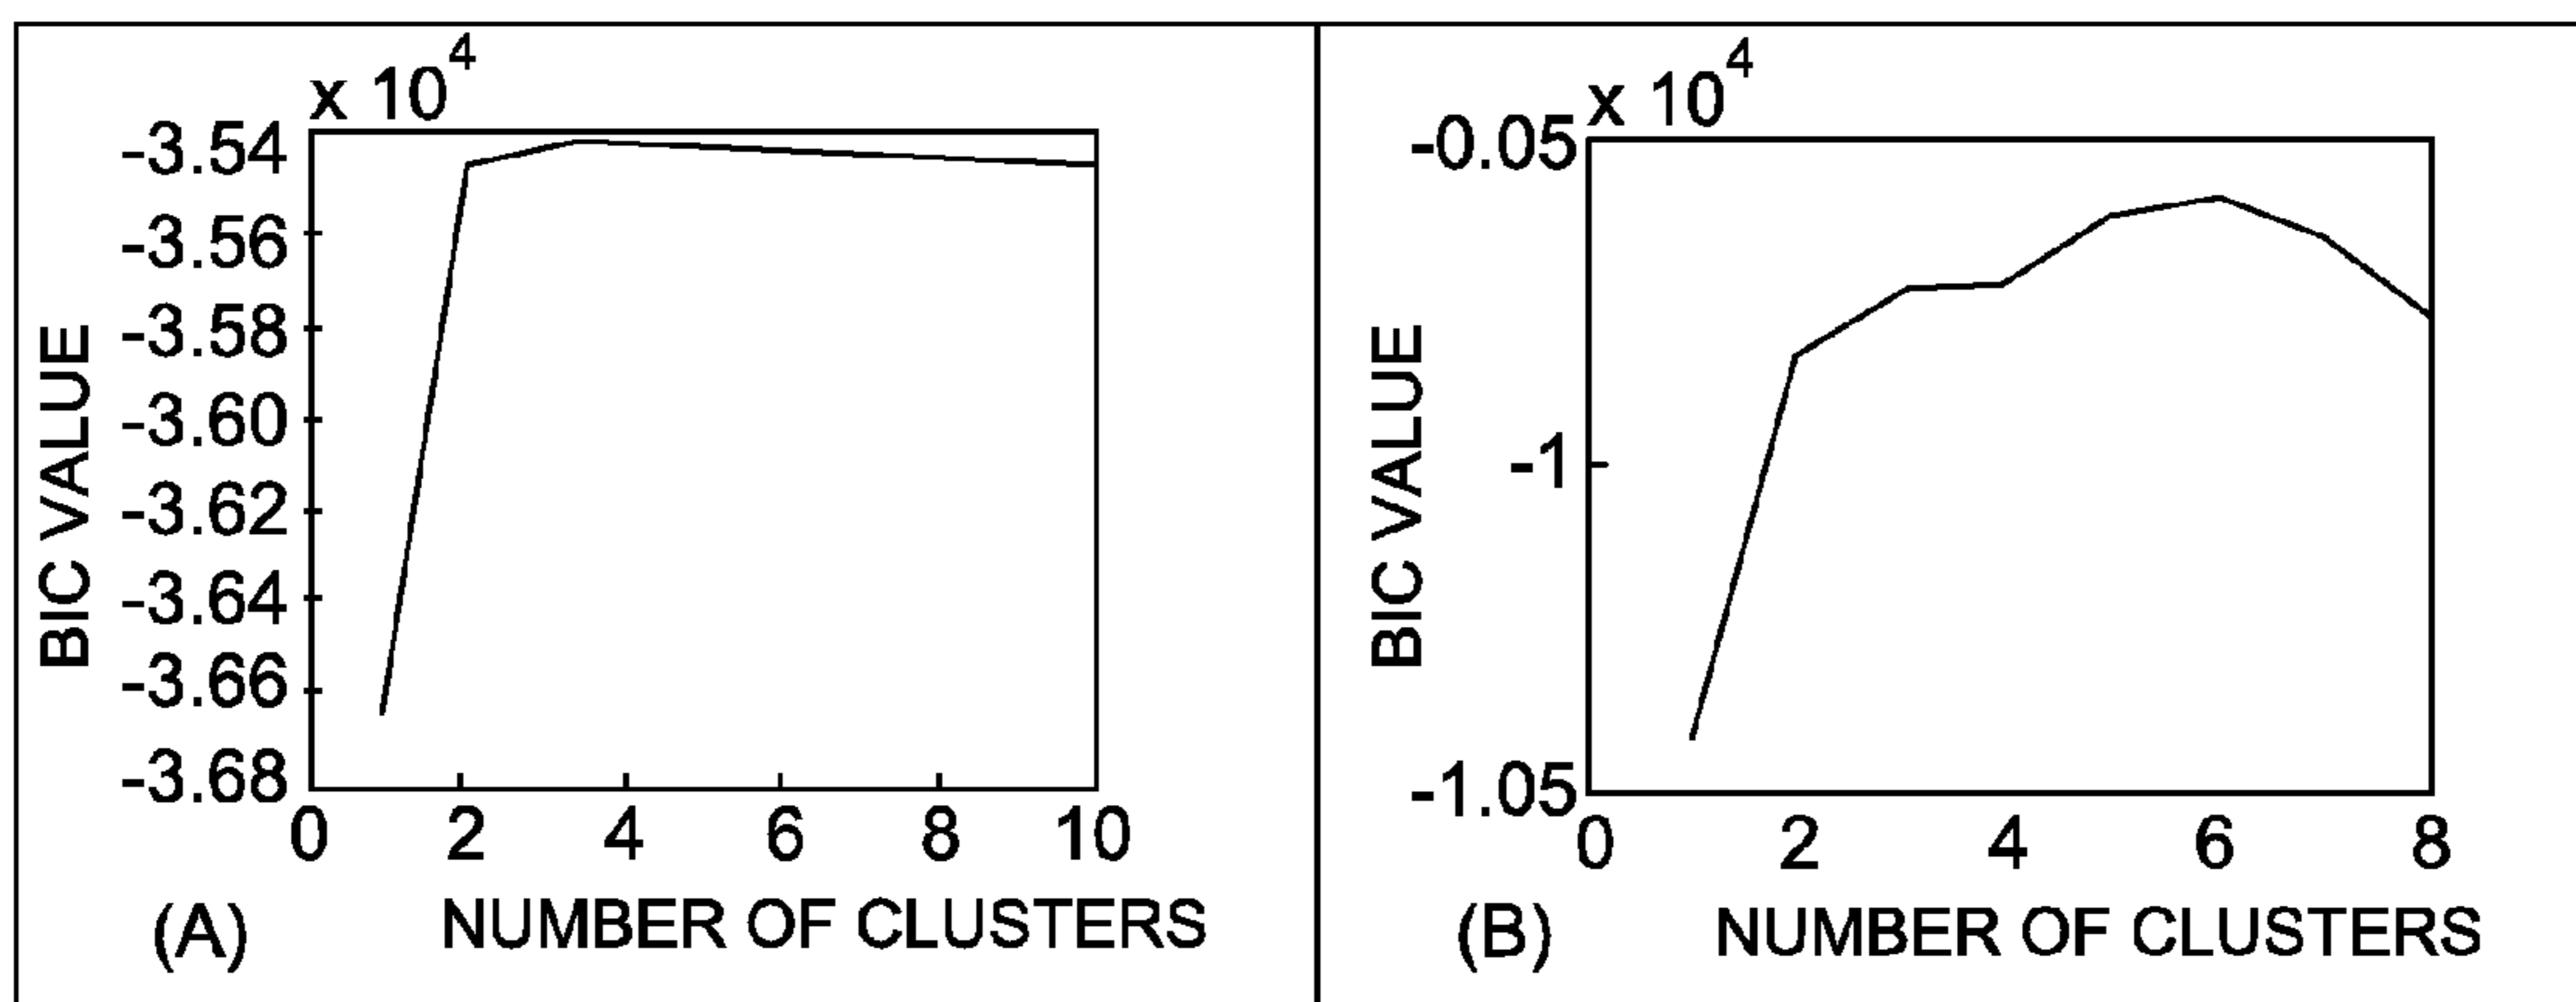 x 10^4
-3.54
-3.56
-3.58
-3.60
-3.62
-3.64
-3.66
-3.68
BIC VALUE
0 2 4 6 8 10
(A) NUMBER OF CLUSTERS
x 10^4
-0.05
-1
-1.05
BIC VALUE
0 2 4 6 8
(B) NUMBER OF CLUSTERS